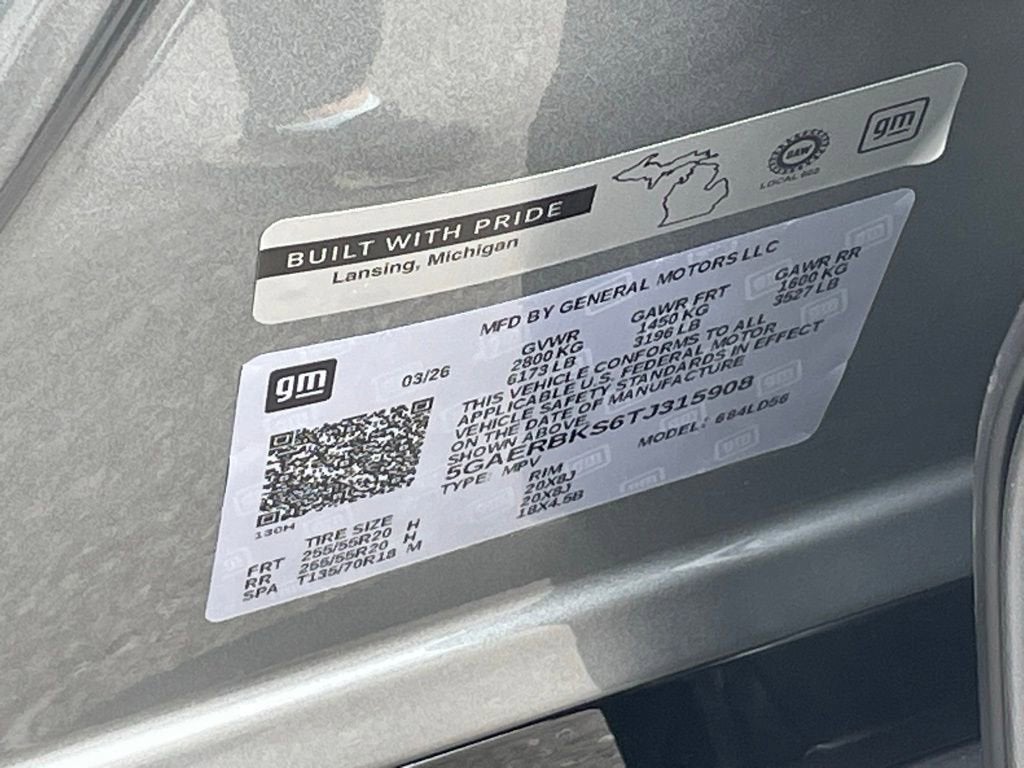 BUILT WITH PRIDE
Lansing, Michigan
UAW
LOCAL 602
gm
MFD BY GENERAL MOTORS LLC
gm
03/26
GVWR GAWR FRT GAWR RR
2800 KG 1450 KG 1600 KG
6173 LB 3196 LB 3527 LB
THIS VEHICLE CONFORMS TO ALL
APPLICABLE U.S. FEDERAL MOTOR
VEHICLE SAFETY STANDARDS IN EFFECT
ON THE DATE OF MANUFACTURE
SHOWN ABOVE.
5GAERBKS6TJ315908
TYPE: MPV MODEL: 684LD56
130H
TIRE SIZE RIM
FRT 255/55R20 H 20X8J
RR 255/55R20 H 20X8J
SPA T135/70R18 M 18X4.5B